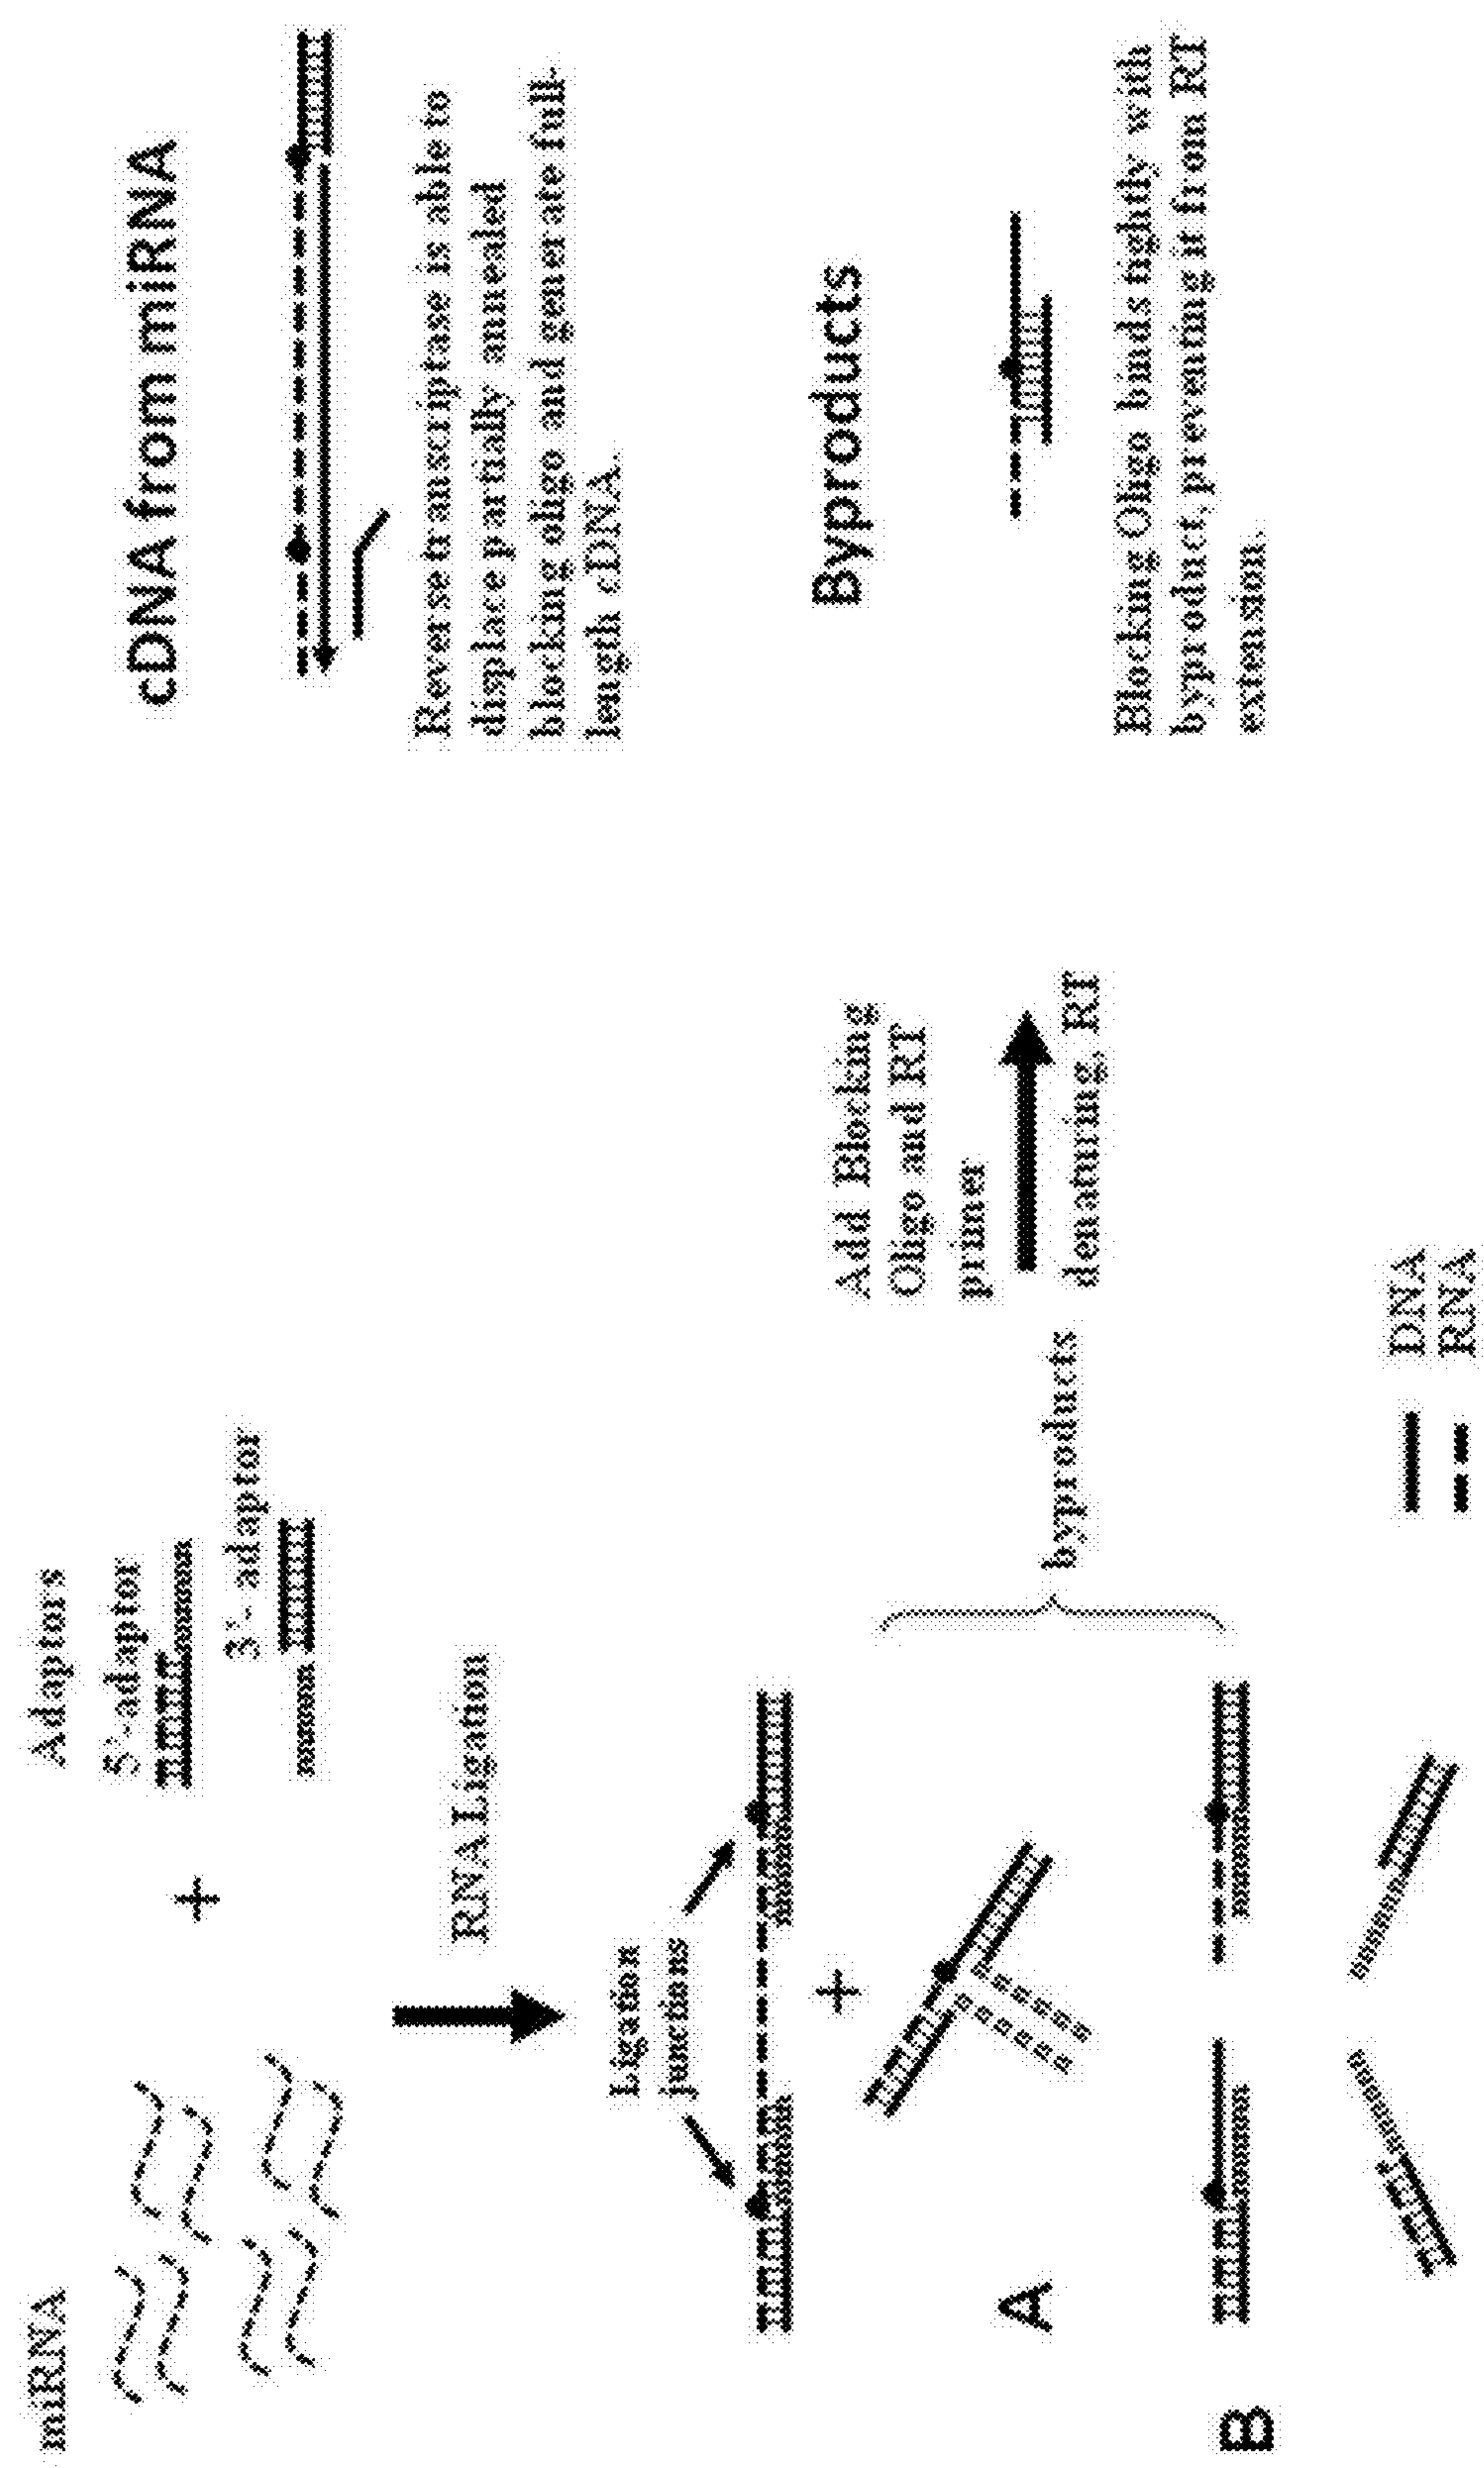 miRNA
Adaptors
5'-adaptor
3'- adaptor
+
RNA Ligation
Ligation
junctions
+
A
B
byproducts
Add Blocking
Oligo and RT
primer
denaturing, RT
DNA
RNA
cDNA from miRNA
Reverse transcriptase is able to
displace partially annealed
blocking oligo and generate full-
length cDNA.
Byproducts
Blocking Oligo binds tightly with
byproduct, preventing it from RT
extension.